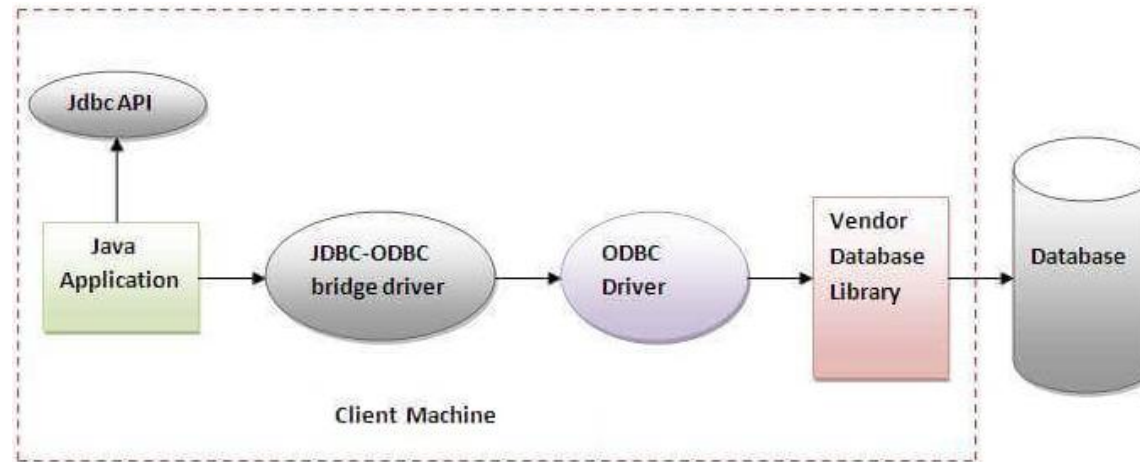 Jdbc API
Java
Application
JDBC-ODBC
bridge driver
ODBC
Driver
Vendor
Database
Library
Database
Client Machine